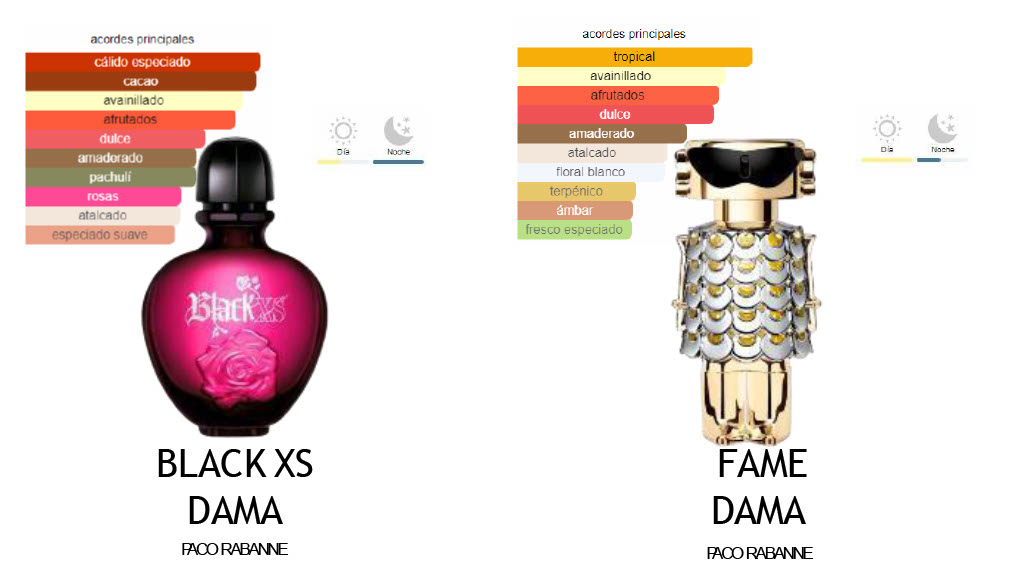 acordes principales
cálido especiado
cacao
avainillado
afrutados
dulce
amaderado
pachulí
rosas
atalcado
especiado suave
Día
Noche
Black XS
BLACK XS
DAMA
PACO RABANNE
acordes principales
tropical
avainillado
afrutados
dulce
amaderado
atalcado
floral blanco
terpénico
ámbar
fresco especiado
Día
Noche
FAME
DAMA
PACO RABANNE